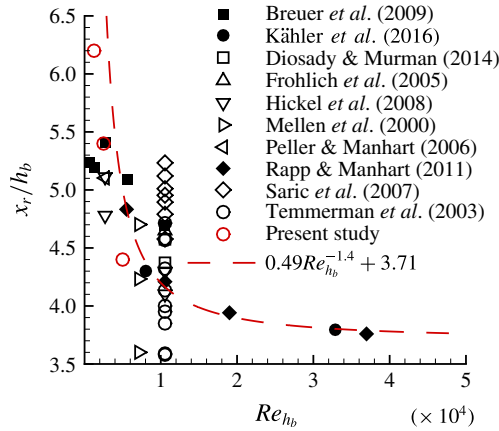 6.5
6.0
5.5
5.0
4.5
4.0
3.5
x_r/h_b
Breuer et al. (2009)
Kähler et al. (2016)
Diosady & Murman (2014)
Frohlich et al. (2005)
Hickel et al. (2008)
Mellen et al. (2000)
Peller & Manhart (2006)
Rapp & Manhart (2011)
Saric et al. (2007)
Temmerman et al. (2003)
Present study
0.49Re_{h_b}^{-1.4} + 3.71
1 2 3 4 5
Re_{h_b} (× 10^4)